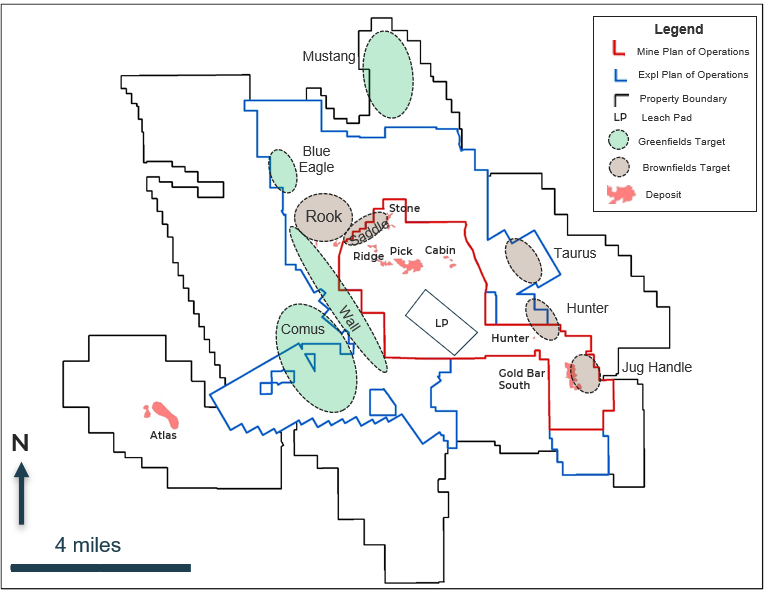 Mustang
Legend
Mine Plan of Operations
Expl Plan of Operations
Property Boundary
LP Leach Pad
Greenfields Target
Brownfields Target
Deposit
Blue
Eagle
Rook
Stone
Saddle
Ridge
Pick
Cabin
Taurus
Wall
LP
Hunter
Hunter
Comus
Gold Bar
South
Jug Handle
Atlas
N
4 miles